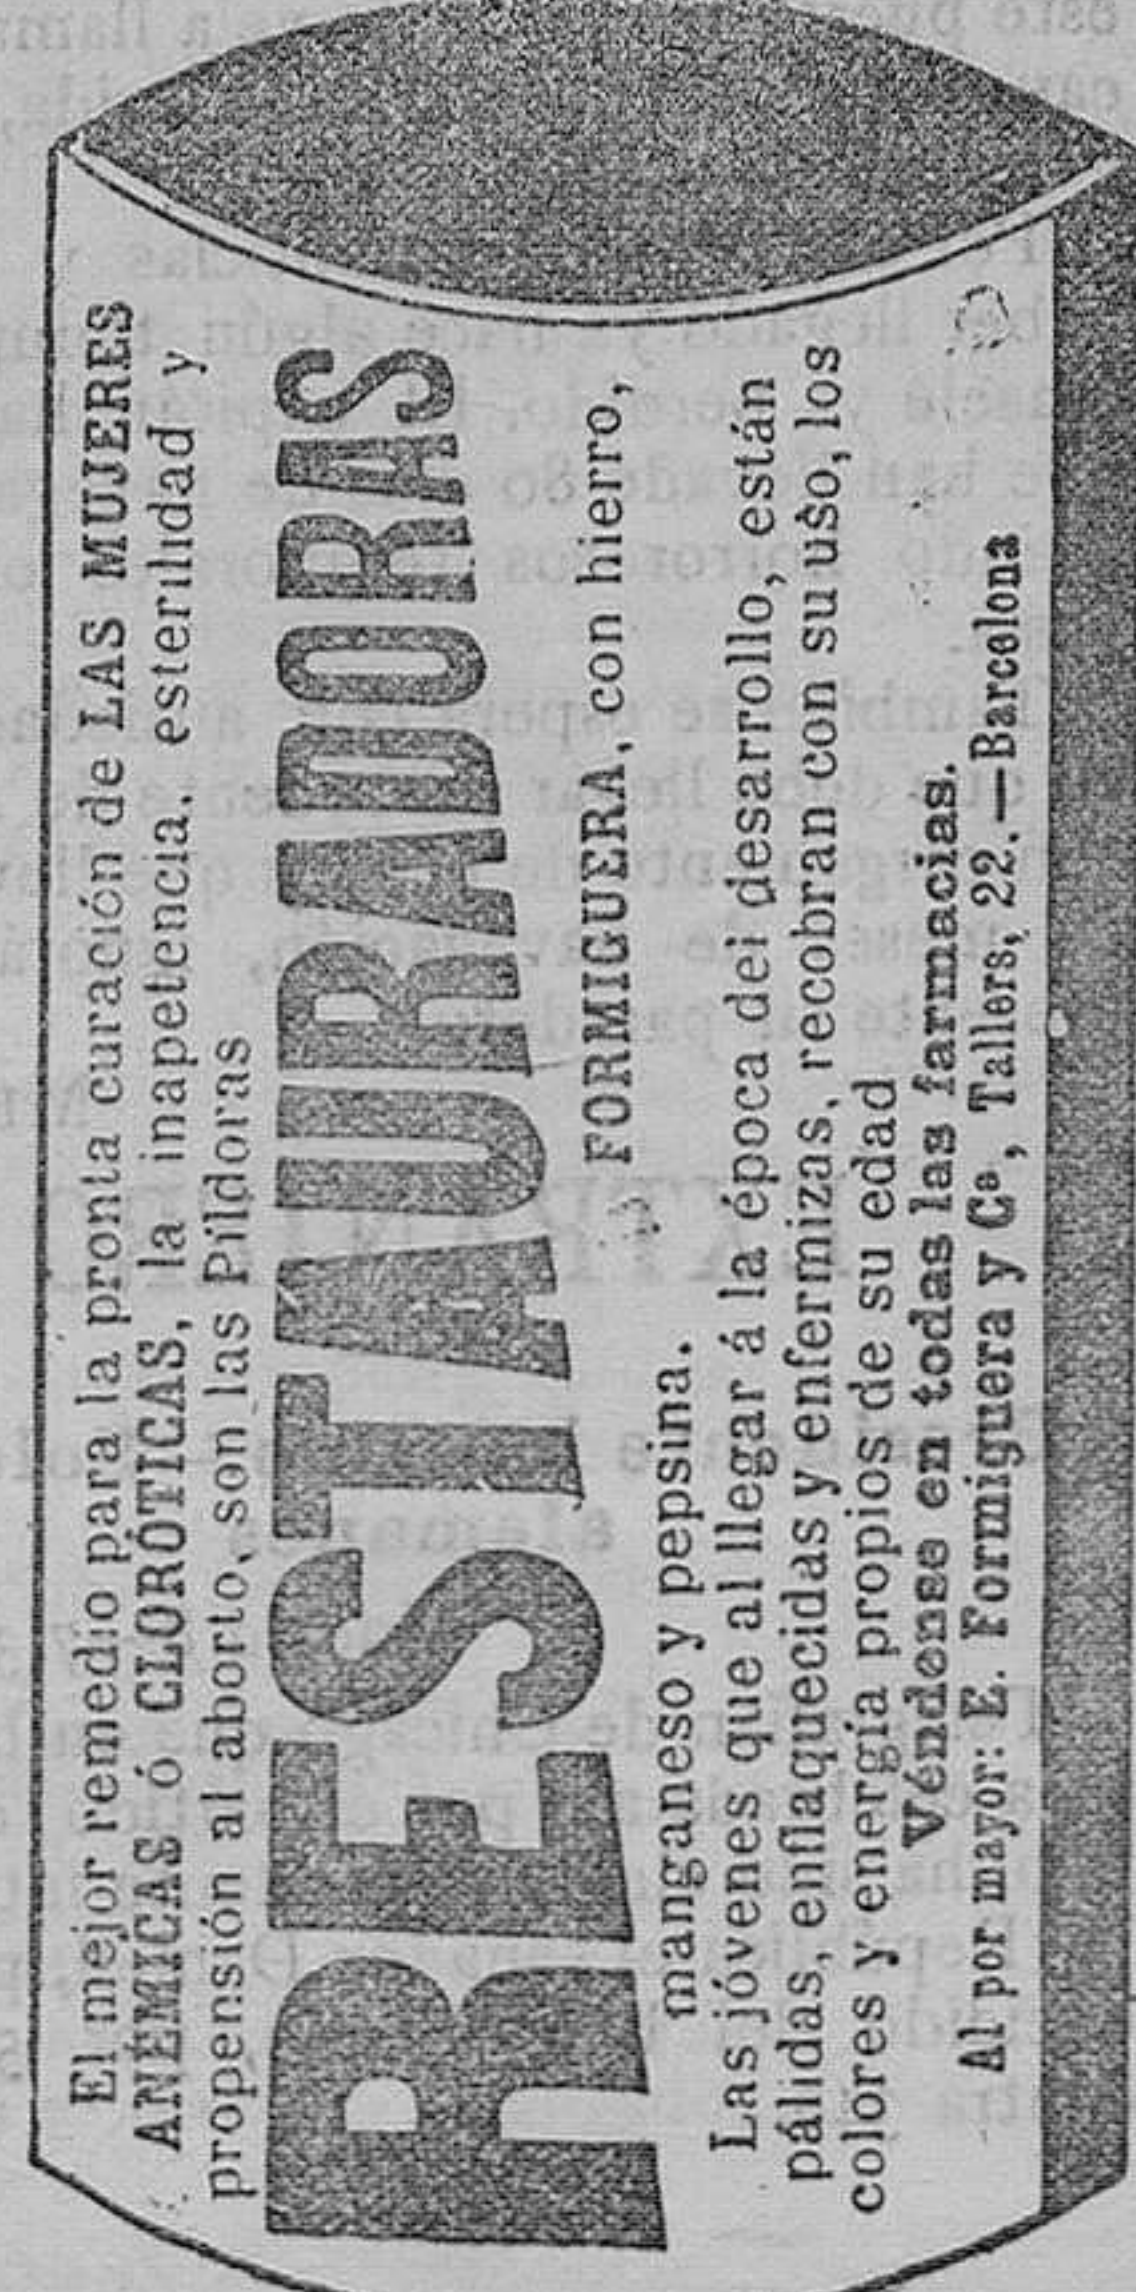 El mejor remedio para la pronta curación de LAS MUJERES
ANÉMICAS ó CLORÓTICAS, la inapetencia, esterilidad y
propensión al aborto, son las Píldoras
RESTAURADORAS
FORMIGUERA, con hierro,
manganeso y pepsina.
Las jóvenes que al llegar á la época del desarrollo, están
pálidas, enflaquecidas y enfermizas, recobran con su uso, los
colores y energía propios de su edad
Véndense en todas las farmacias.
Al por mayor: E. Formiguera y Cª, Tallers, 22.—Barcelona